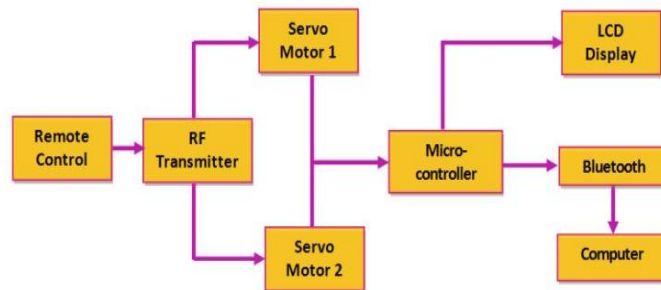 Remote
Control
RF
Transmitter
Servo
Motor 1
Servo
Motor 2
Micro-
controller
LCD
Display
Bluetooth
Computer